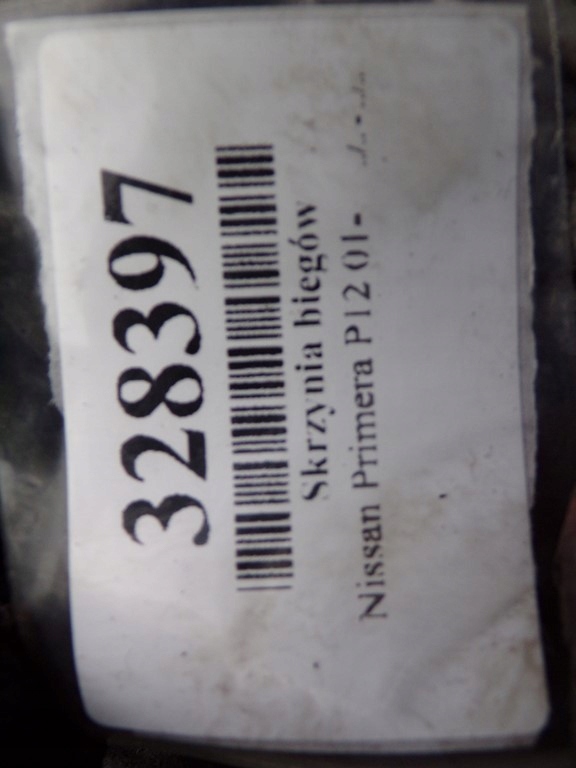 328397
Skrzynia biegów
Nissan Primera P12 01-